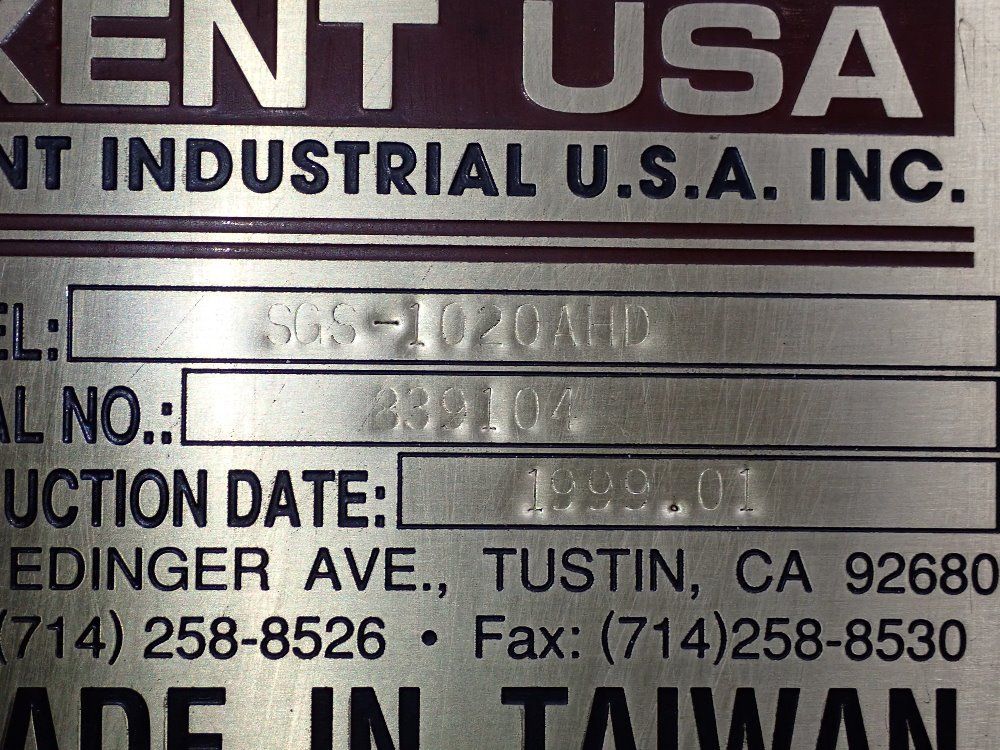 KENT USA
NT INDUSTRIAL U.S.A. INC.
EL: SGS-1020AHD
AL NO.: 839104
UCTION DATE: 1999.01
EDINGER AVE., TUSTIN, CA 92680
(714) 258-8526 • Fax: (714)258-8530
ADE IN TAIWAN